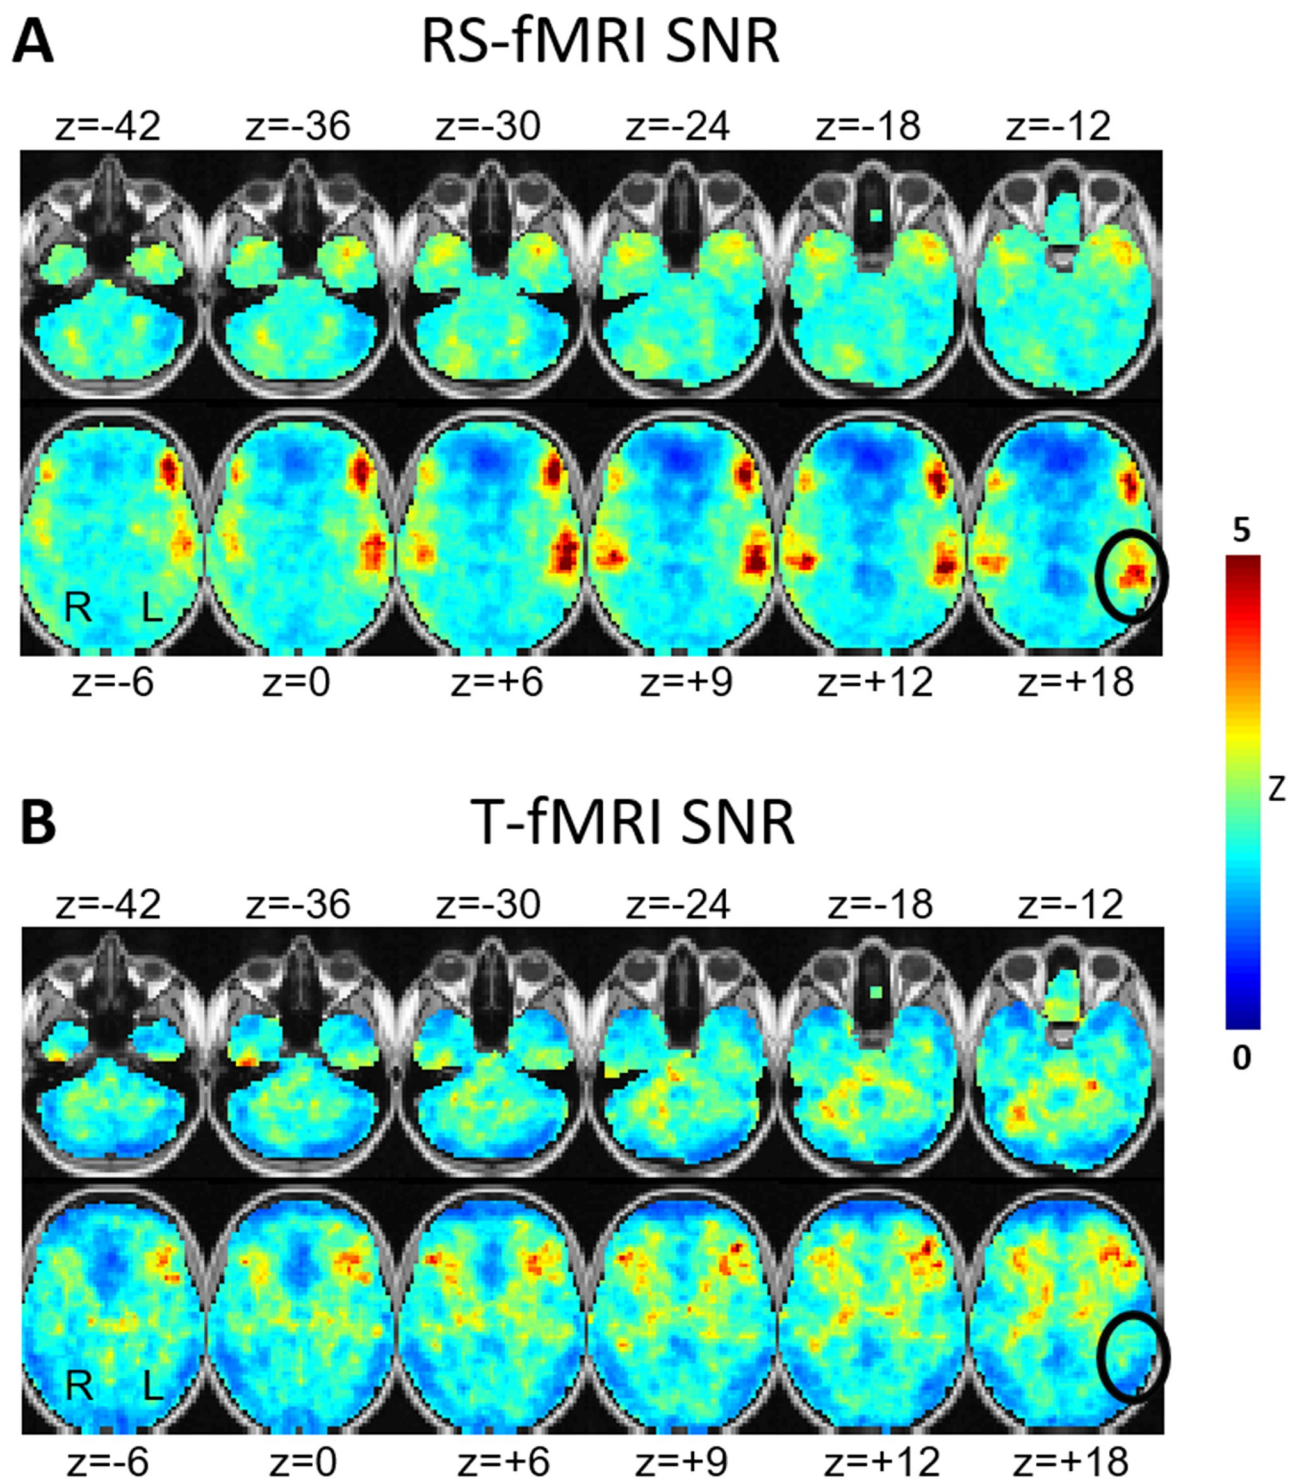 A
RS-fMRI SNR
z=-42 z=-36 z=-30 z=-24 z=-18 z=-12
R L
z=-6 z=0 z=+6 z=+9 z=+12 z=+18
5
Z
0
B
T-fMRI SNR
z=-42 z=-36 z=-30 z=-24 z=-18 z=-12
R L
z=-6 z=0 z=+6 z=+9 z=+12 z=+18